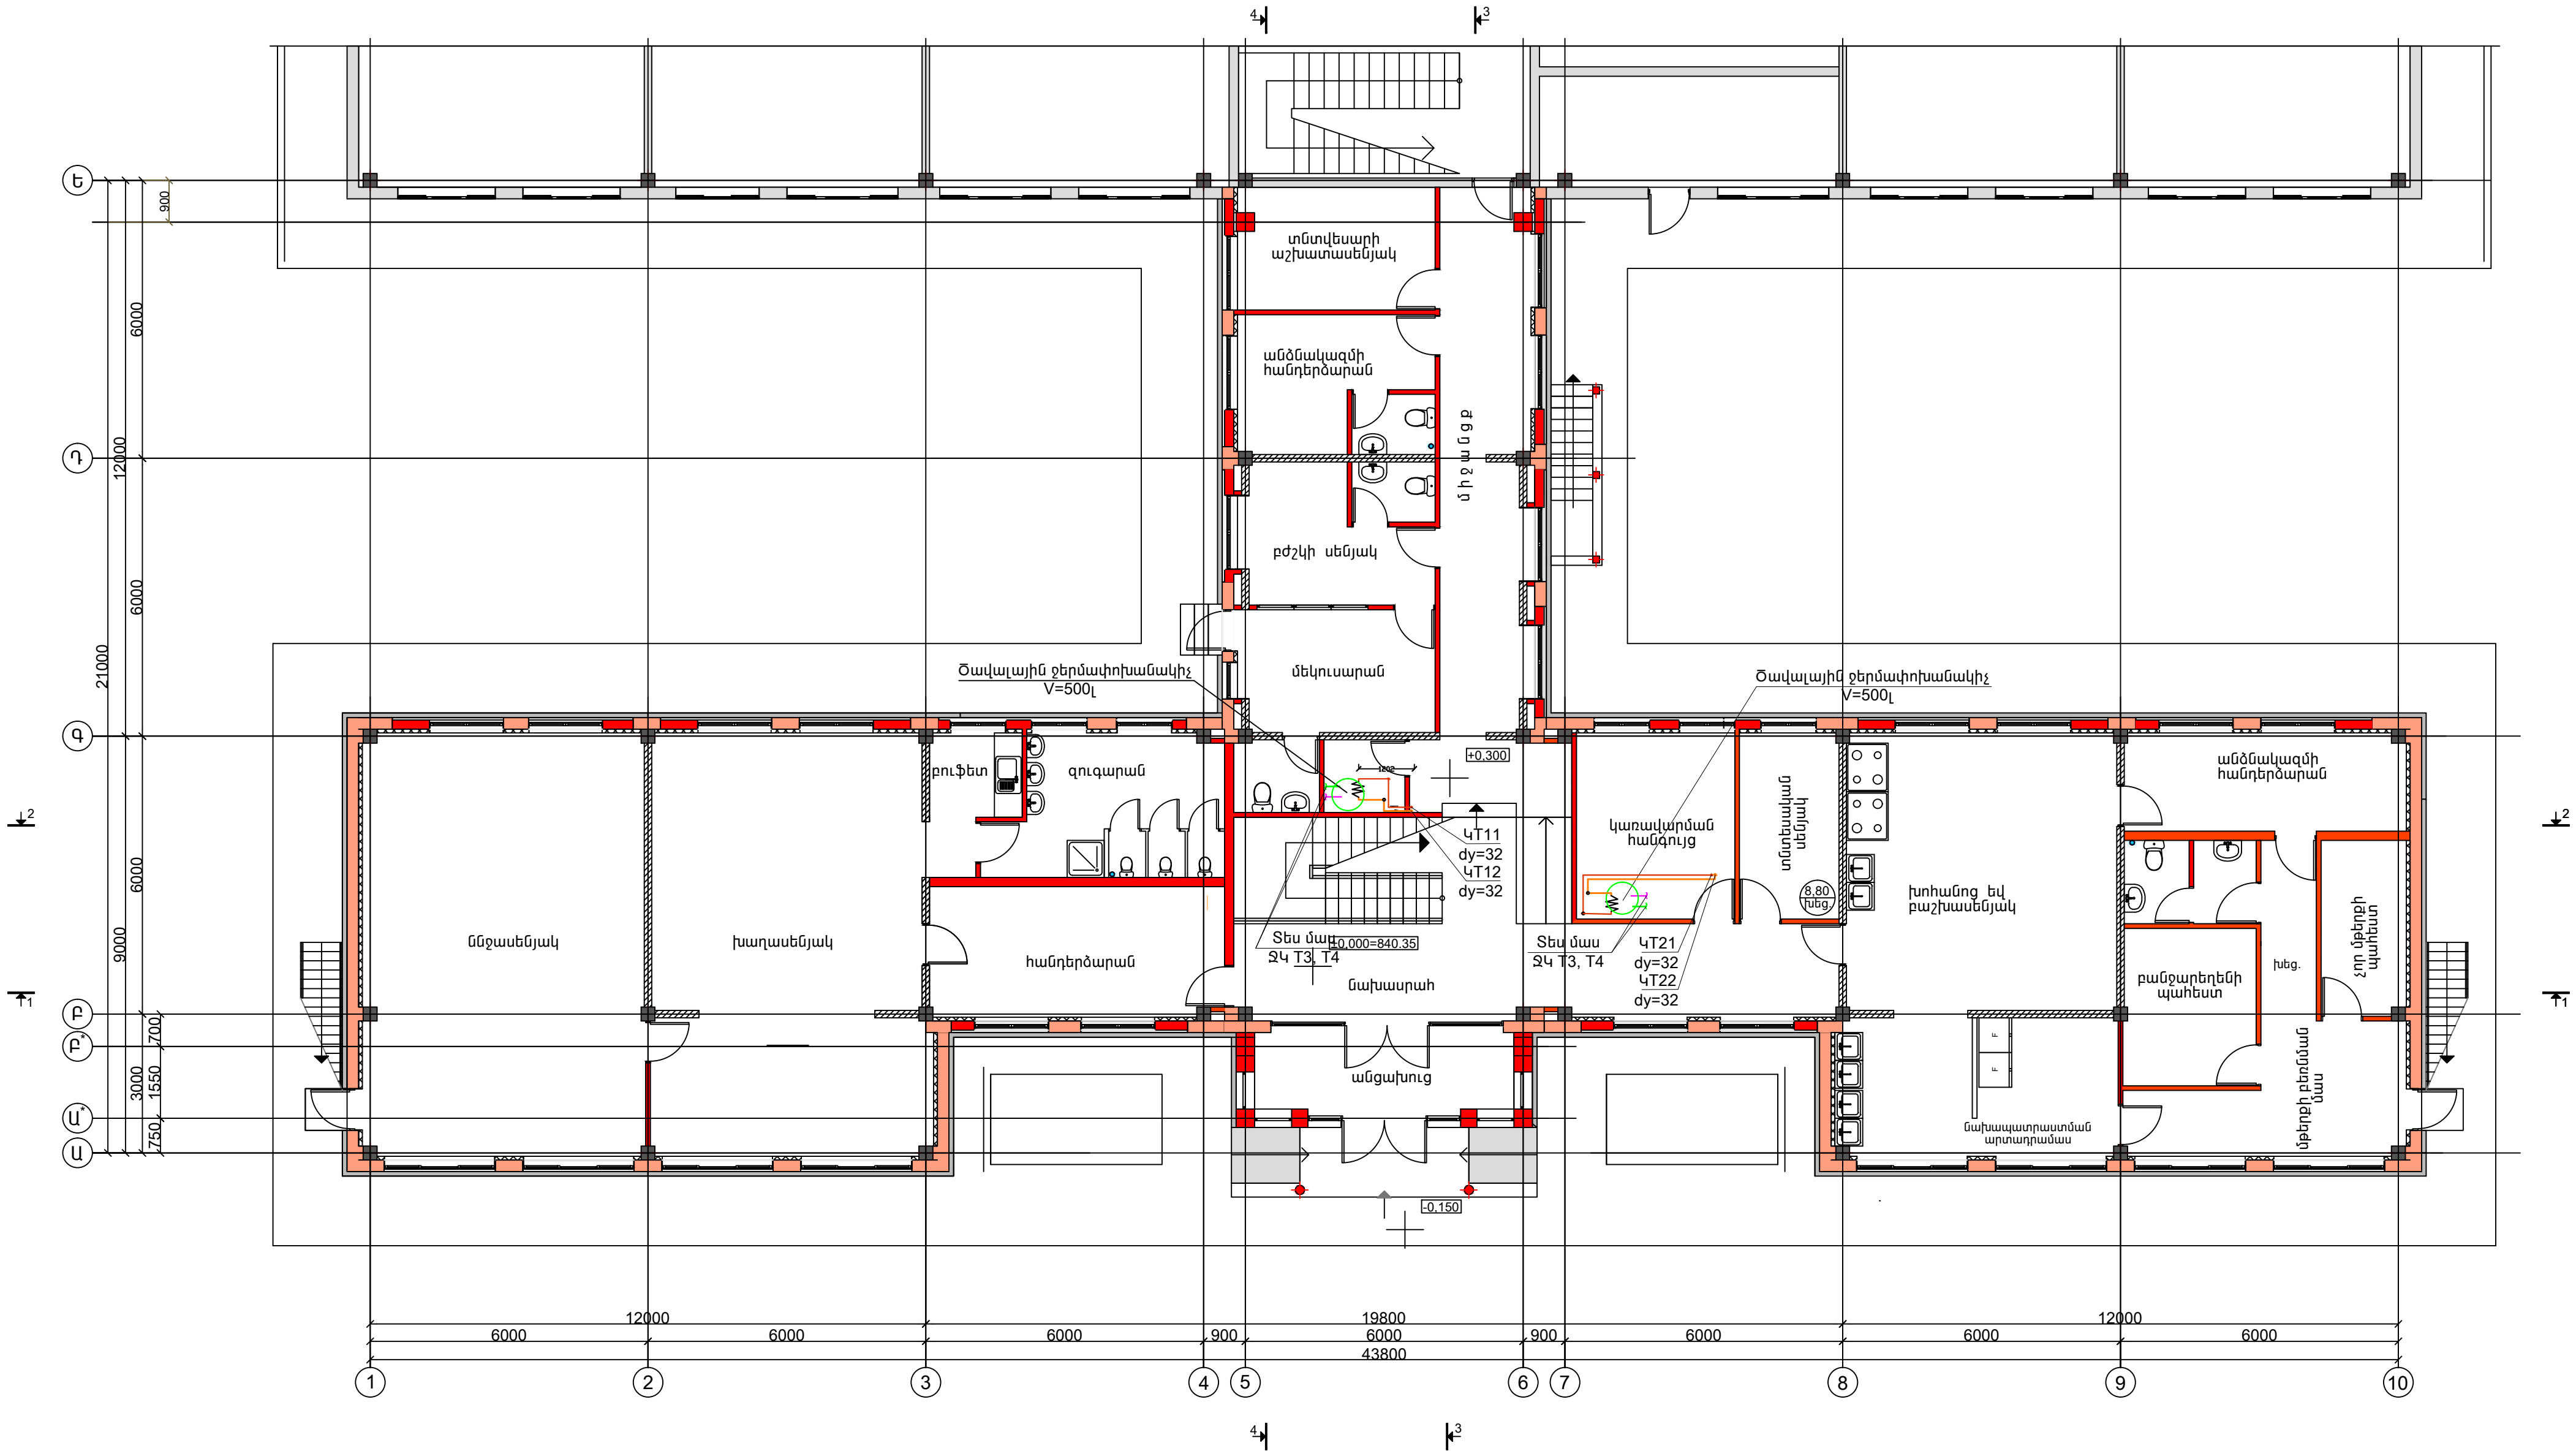 4
3
Ե
900
տնտվեսարի
աշխատասենյակ
6000
անձնակազմի
հանդերձարան
միջանցք
12000
Դ
բժշկի սենյակ
6000
21000
մեկուսարան
Ծավալային ջերմափոխանակիչ
V=500լ
Ծավալային ջերմափոխանակիչ
V=500լ
Գ
+0,300
1202
բուֆետ
զուգարան
անձնակազմի
հանդերձարան
2
2
կառավարման
հանգույց
տնտեսական
սենյակ
ԿT11
dy=32
ԿT12
dy=32
6000
8,80
խեց.
խոհանոց եվ
բաշխասենյակ
9000
ննջասենյակ
խաղասենյակ
հանդերձարան
Տես մաս
ՋԿ T3, T4
±0,000=840.35
Տես մաս
ՋԿ T3, T4
ԿT21
dy=32
ԿT22
dy=32
նախասրահ
բանջարեղենի
պահեստ
խեց.
չոր մթերքի
պահեստ
1
1
Բ
700
Բ*
3000
1550
անցախուց
F
F
մթերքի բեռնման
մաս
Ա*
750
նախապատրաստման
արտադրամաս
Ա
-0,150
12000
19800
12000
6000
6000
6000
900
6000
900
6000
6000
6000
43800
1
2
3
4
5
6
7
8
9
10
4
3